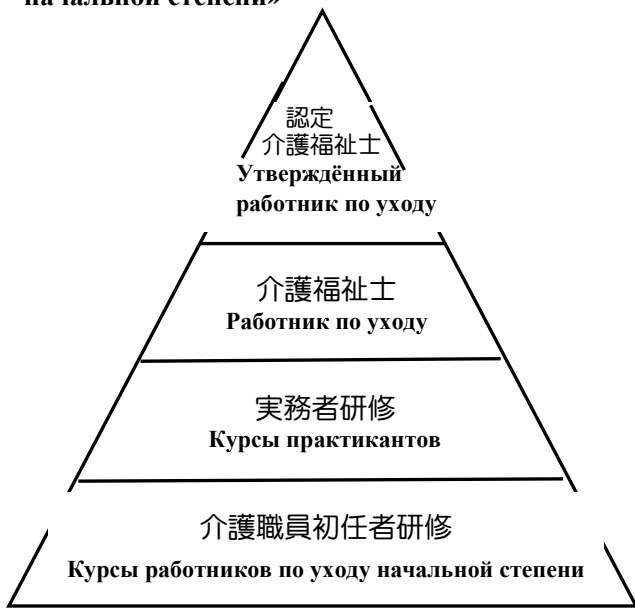 начальной степени»
認定
介護福祉士
Утверждённый
работник по уходу
介護福祉士
Работник по уходу
実務者研修
Курсы практикантов
介護職員初任者研修
Курсы работников по уходу начальной степени